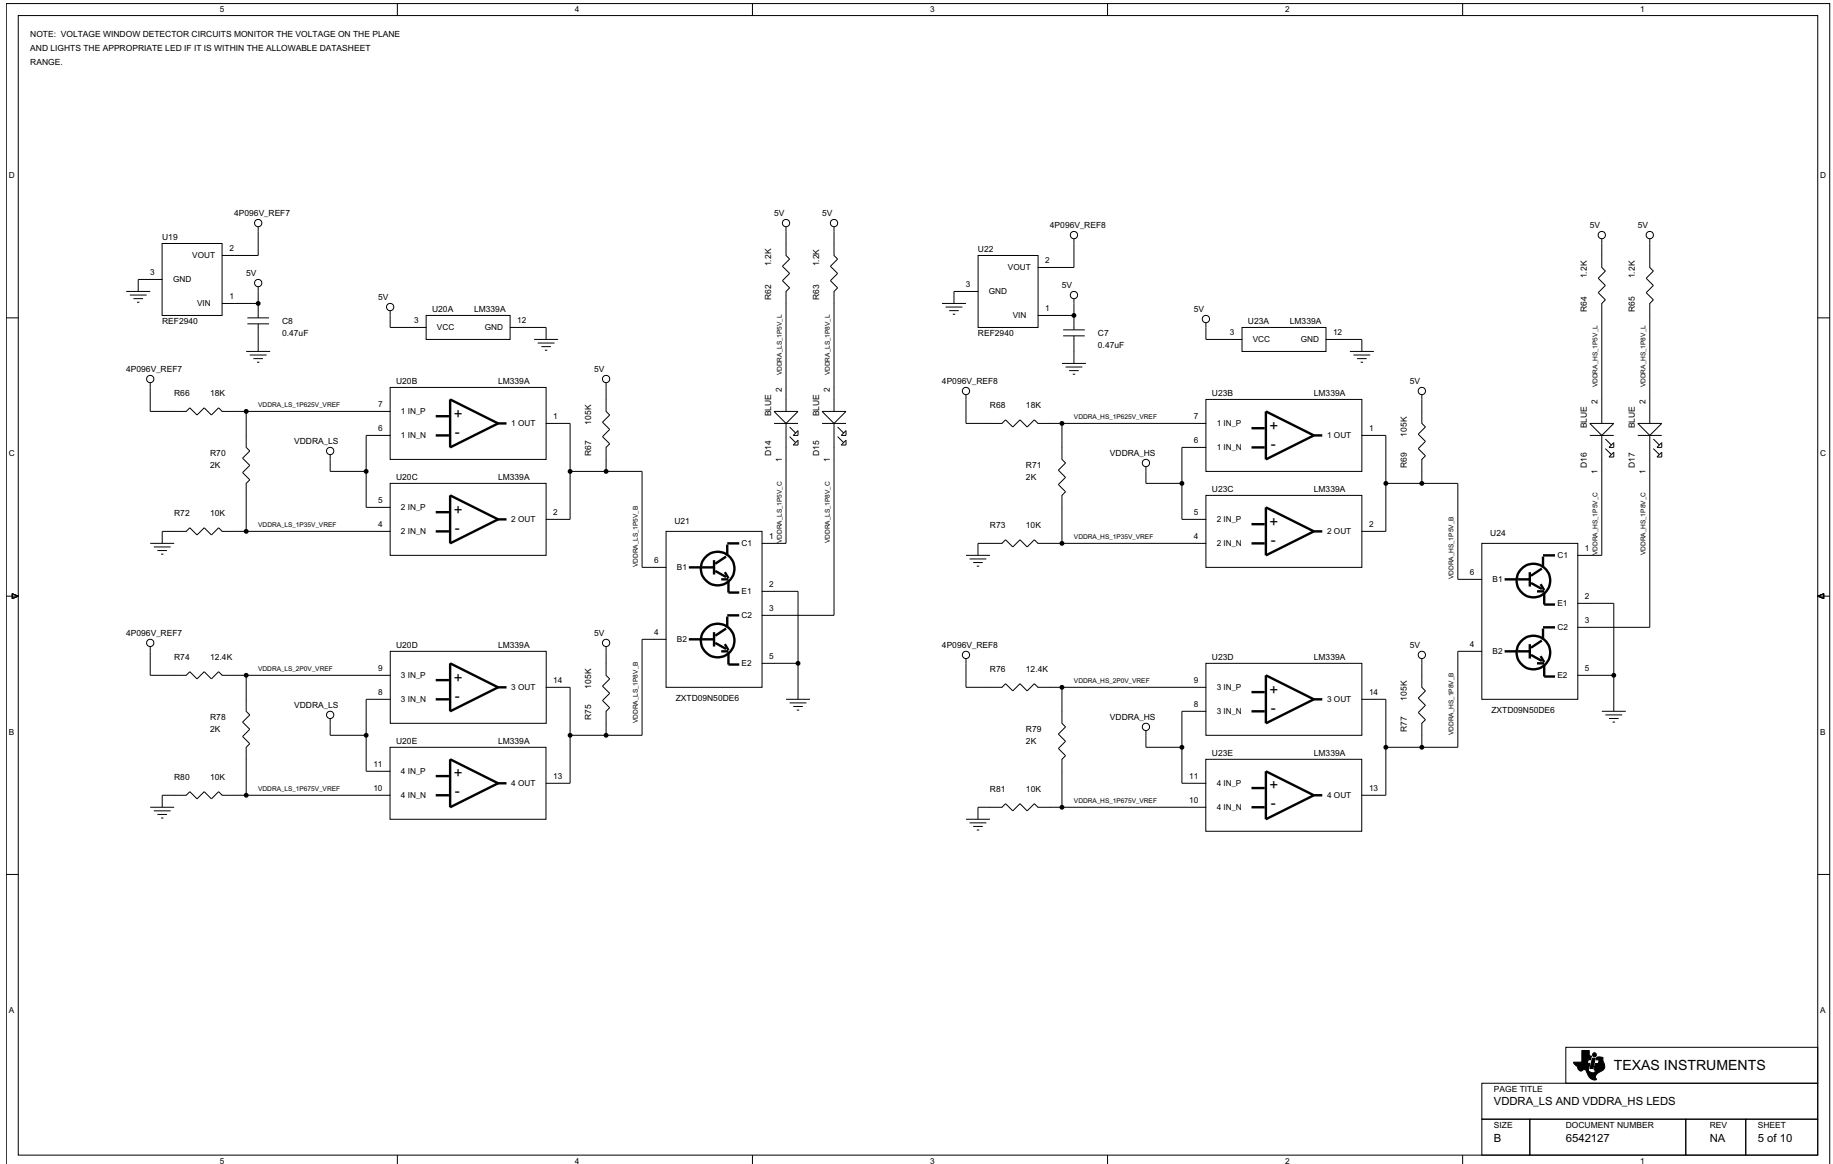 5 4 3 2 1
NOTE: VOLTAGE WINDOW DETECTOR CIRCUITS MONITOR THE VOLTAGE ON THE PLANE
AND LIGHTS THE APPROPRIATE LED IF IT IS WITHIN THE ALLOWABLE DATASHEET
RANGE.
D D
C C
B B
A A
4P096V_REF7
U19
VOUT 2
3 GND
5V
VIN 1
REF2940
C8
0.47uF
5V
U20A LM339A
3 VCC GND 12
4P096V_REF7
R66 18K
VDDRA_LS_1P625V_VREF
R70
2K
VDDRA_LS
R72 10K
VDDRA_LS_1P35V_VREF
U20B LM339A
7 1 IN_P
6 1 IN_N
+
-
1 OUT 1
U20C LM339A
5 2 IN_P
4 2 IN_N
+
-
2 OUT 2
5V
R67 105K
VDDRA_LS_1P5V_B
4P096V_REF7
R74 12.4K
VDDRA_LS_2P0V_VREF
R78
2K
VDDRA_LS
R80 10K
VDDRA_LS_1P675V_VREF
U20D LM339A
9 3 IN_P
8 3 IN_N
+
-
3 OUT 14
U20E LM339A
11 4 IN_P
10 4 IN_N
+
-
4 OUT 13
5V
R75 105K
VDDRA_LS_1P8V_B
5V 5V
R62 1.2K
R63 1.2K
VDDRA_LS_1P5V_L
VDDRA_LS_1P8V_L
D14 BLUE
2
1
D15 BLUE
2
1
VDDRA_LS_1P5V_C
VDDRA_LS_1P8V_C
U21
6 B1
C1 1
E1 2
C2 3
4 B2
E2 5
ZXTD09N50DE6
4P096V_REF8
U22
VOUT 2
3 GND
5V
VIN 1
REF2940
C7
0.47uF
5V
U23A LM339A
3 VCC GND 12
4P096V_REF8
R68 18K
VDDRA_HS_1P625V_VREF
R71
2K
VDDRA_HS
R73 10K
VDDRA_HS_1P35V_VREF
U23B LM339A
7 1 IN_P
6 1 IN_N
+
-
1 OUT 1
U23C LM339A
5 2 IN_P
4 2 IN_N
+
-
2 OUT 2
5V
R69 105K
VDDRA_HS_1P5V_B
4P096V_REF8
R76 12.4K
VDDRA_HS_2P0V_VREF
R79
2K
VDDRA_HS
R81 10K
VDDRA_HS_1P675V_VREF
U23D LM339A
9 3 IN_P
8 3 IN_N
+
-
3 OUT 14
U23E LM339A
11 4 IN_P
10 4 IN_N
+
-
4 OUT 13
5V
R77 105K
VDDRA_HS_1P8V_B
5V 5V
R64 1.2K
R65 1.2K
VDDRA_HS_1P5V_L
VDDRA_HS_1P8V_L
D16 BLUE
2
1
D17 BLUE
2
1
VDDRA_HS_1P5V_C
VDDRA_HS_1P8V_C
U24
6 B1
C1 1
E1 2
C2 3
4 B2
E2 5
ZXTD09N50DE6
TEXAS INSTRUMENTS
PAGE TITLE
VDDRA_LS AND VDDRA_HS LEDS
SIZE DOCUMENT NUMBER REV SHEET
B 6542127 NA 5 of 10
5 4 3 2 1